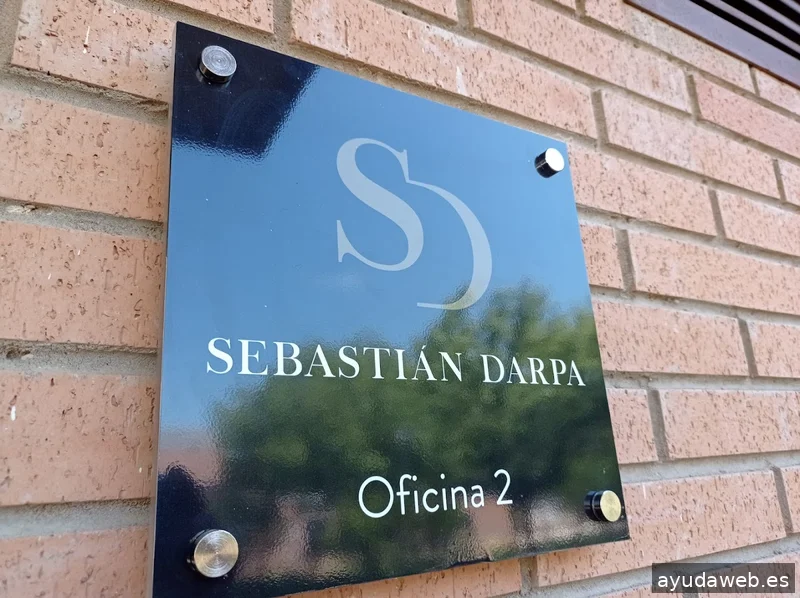 SD
SEBASTIÁN DARPA
Oficina 2
ayudaweb.es